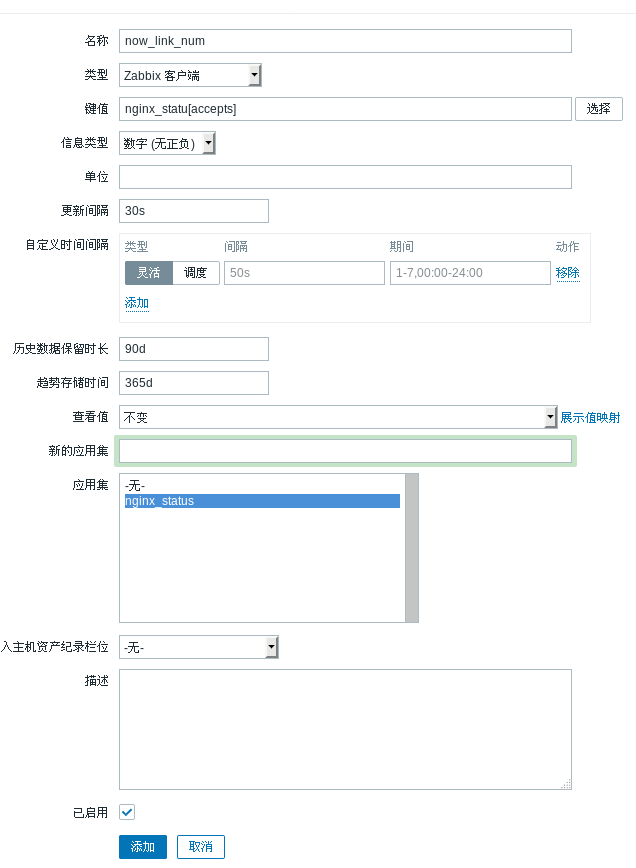 名称 now_link_num
类型 Zabbix 客户端
键值 nginx_statu[accepts] 选择
信息类型 数字 (无正负)
单位
更新间隔 30s
自定义时间间隔 类型 间隔 期间 动作
灵活 调度 50s 1-7,00:00-24:00 移除
添加
历史数据保留时长 90d
趋势存储时间 365d
查看值 不变 展示值映射
新的应用集
应用集 -无-
nginx_status
入主机资产纪录栏位 -无-
描述
已启用
添加 取消